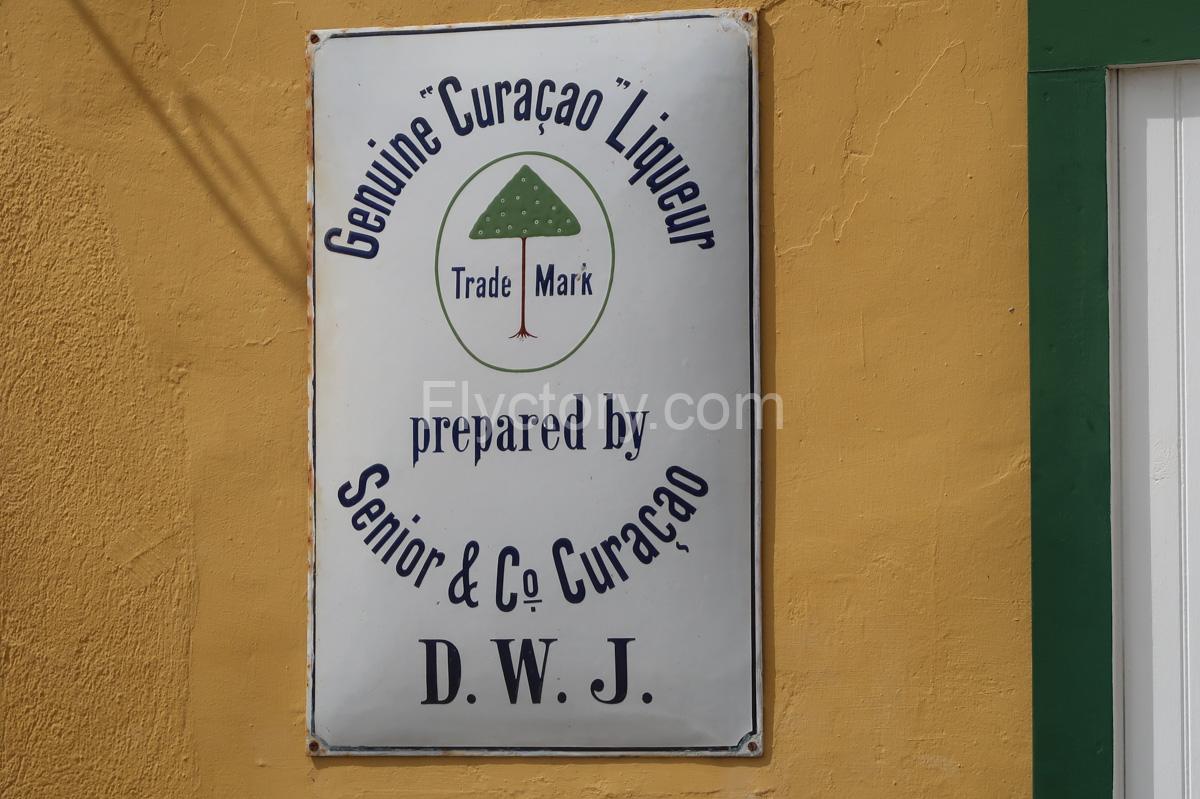 Genuine "Curaçao" Liqueur
Trade Mark
prepared by
Senior & Co Curaçao
D. W. J.
Flyctory.com